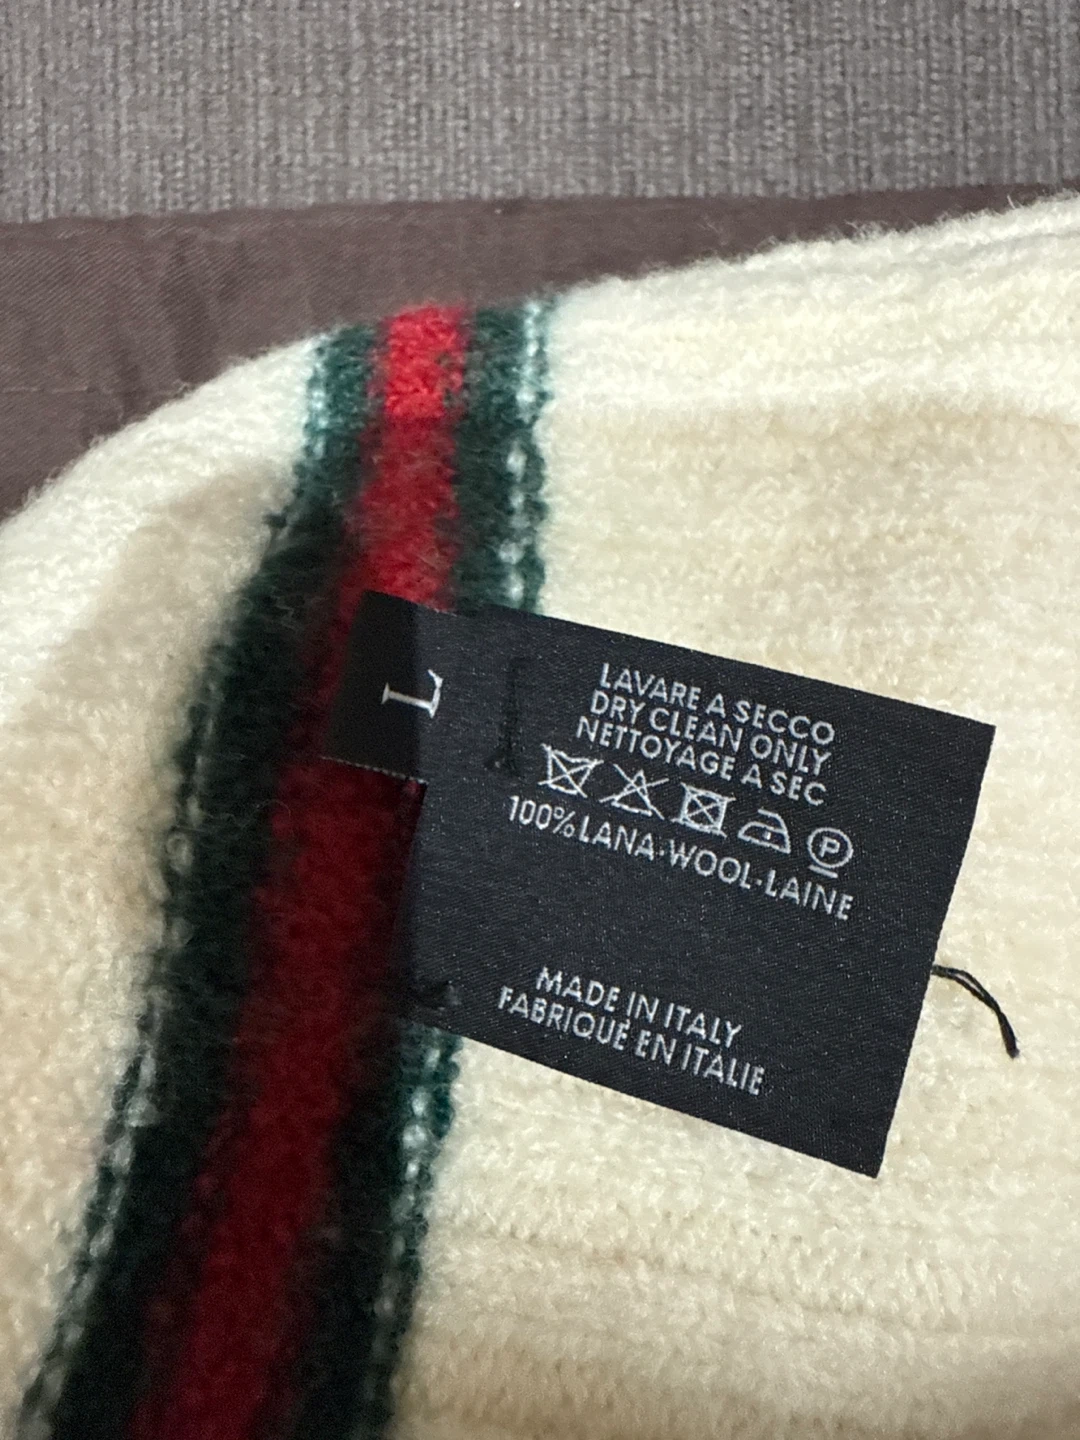 L
LAVARE A SECCO
DRY CLEAN ONLY
NETTOYAGE A SEC
P
100% LANA·WOOL·LAINE
MADE IN ITALY
FABRIQUÉ EN ITALIE